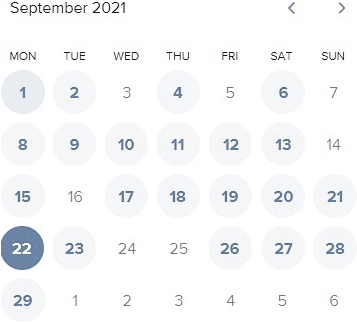 September 2021
MON TUE WED THU FRI SAT SUN
1 2 3 4 5 6 7
8 9 10 11 12 13 14
15 16 17 18 19 20 21
22 23 24 25 26 27 28
29 1 2 3 4 5 6